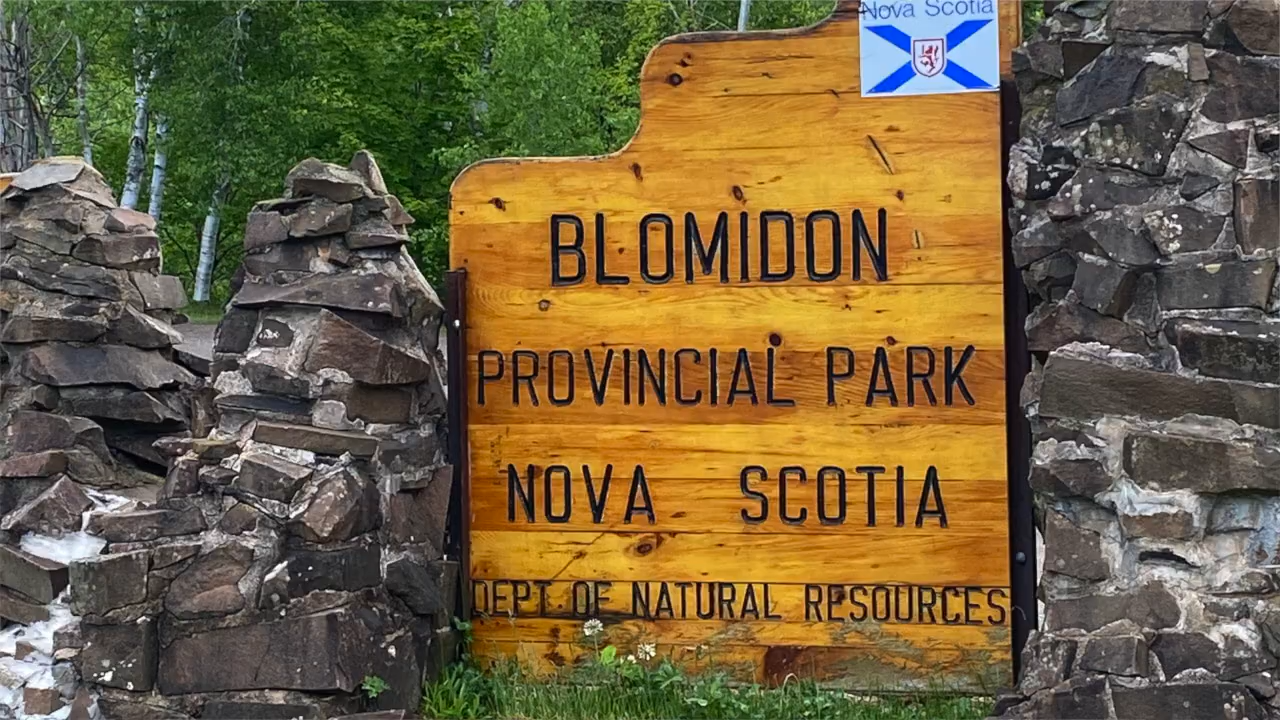 Nova Scotia
BLOMIDON
PROVINCIAL PARK
NOVA SCOTIA
DEPT. OF NATURAL RESOURCES